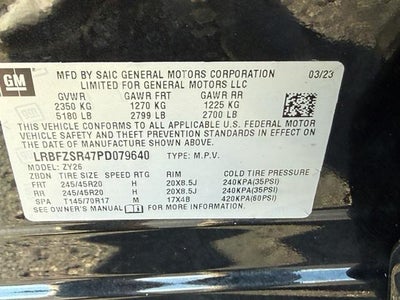 GM
MFD BY SAIC GENERAL MOTORS CORPORATION 03/23
LIMITED FOR GENERAL MOTORS LLC
GVWR GAWR FRT GAWR RR
2350 KG 1270 KG 1225 KG
5180 LB 2799 LB 2700 LB
THIS VEHICLE CONFORMS TO ALL APPLICABLE U.S. FEDERAL MOTOR
VEHICLE SAFETY AND THEFT PREVENTION STANDARDS IN EFFECT ON
THE DATE OF MANUFACTURE SHOWN ABOVE.
LRBFZSR47PD079640 TYPE: M.P.V.
MODEL: ZY26
ZBDN TIRE SIZE SPEED RTG RIM COLD TIRE PRESSURE
FRT 245/45R20 H 20X8.5J 240KPA(35PSI)
RR 245/45R20 H 20X8.5J 240KPA(35PSI)
SPA T145/70R17 M 17X4B 420KPA(60PSI)
SEE OWNER'S MANUAL FOR MORE INFORMATION.